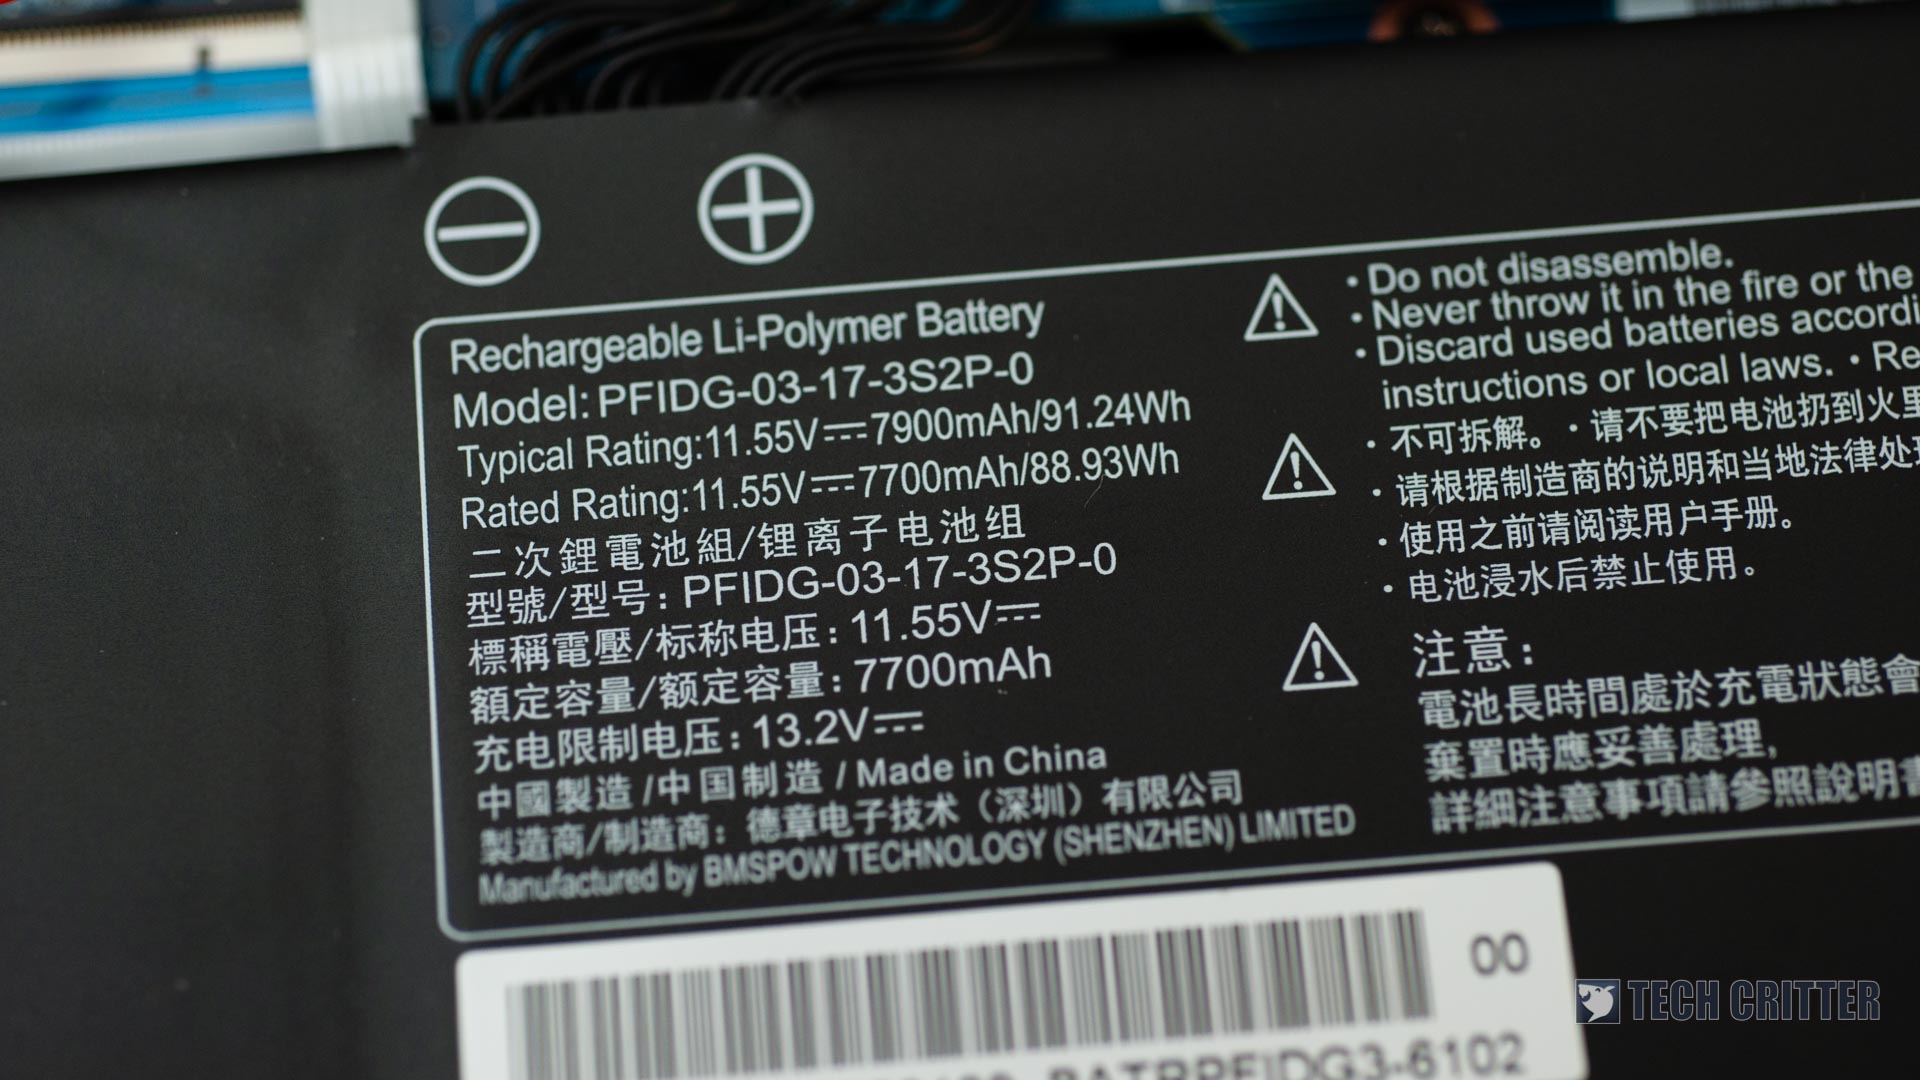 Rechargeable Li-Polymer Battery
Model: PFIDG-03-17-3S2P-0
Typical Rating:11.55V⎓7900mAh/91.24Wh
Rated Rating:11.55V⎓7700mAh/88.93Wh
二次鋰電池組/锂离子电池组
型號/型号: PFIDG-03-17-3S2P-0
標稱電壓/标称电压: 11.55V⎓
額定容量/额定容量: 7700mAh
充电限制电压: 13.2V⎓
中國製造/中国制造/Made in China
製造商/制造商: 德章电子技术（深圳）有限公司
Manufactured by BMSPOW TECHNOLOGY (SHENZHEN) LIMITED
• Do not disassemble.
• Never throw it in the fire or the
• Discard used batteries accordi
instructions or local laws. • Re
• 不可拆解。• 请不要把电池扔到火里
• 请根据制造商的说明和当地法律处理
• 使用之前请阅读用户手册。
• 电池浸水后禁止使用。
注意:
電池長時間處於充電狀態會
棄置時應妥善處理,
詳細注意事項請參照說明書
00
BATRPFIDG3-6102
TECH CRITTER